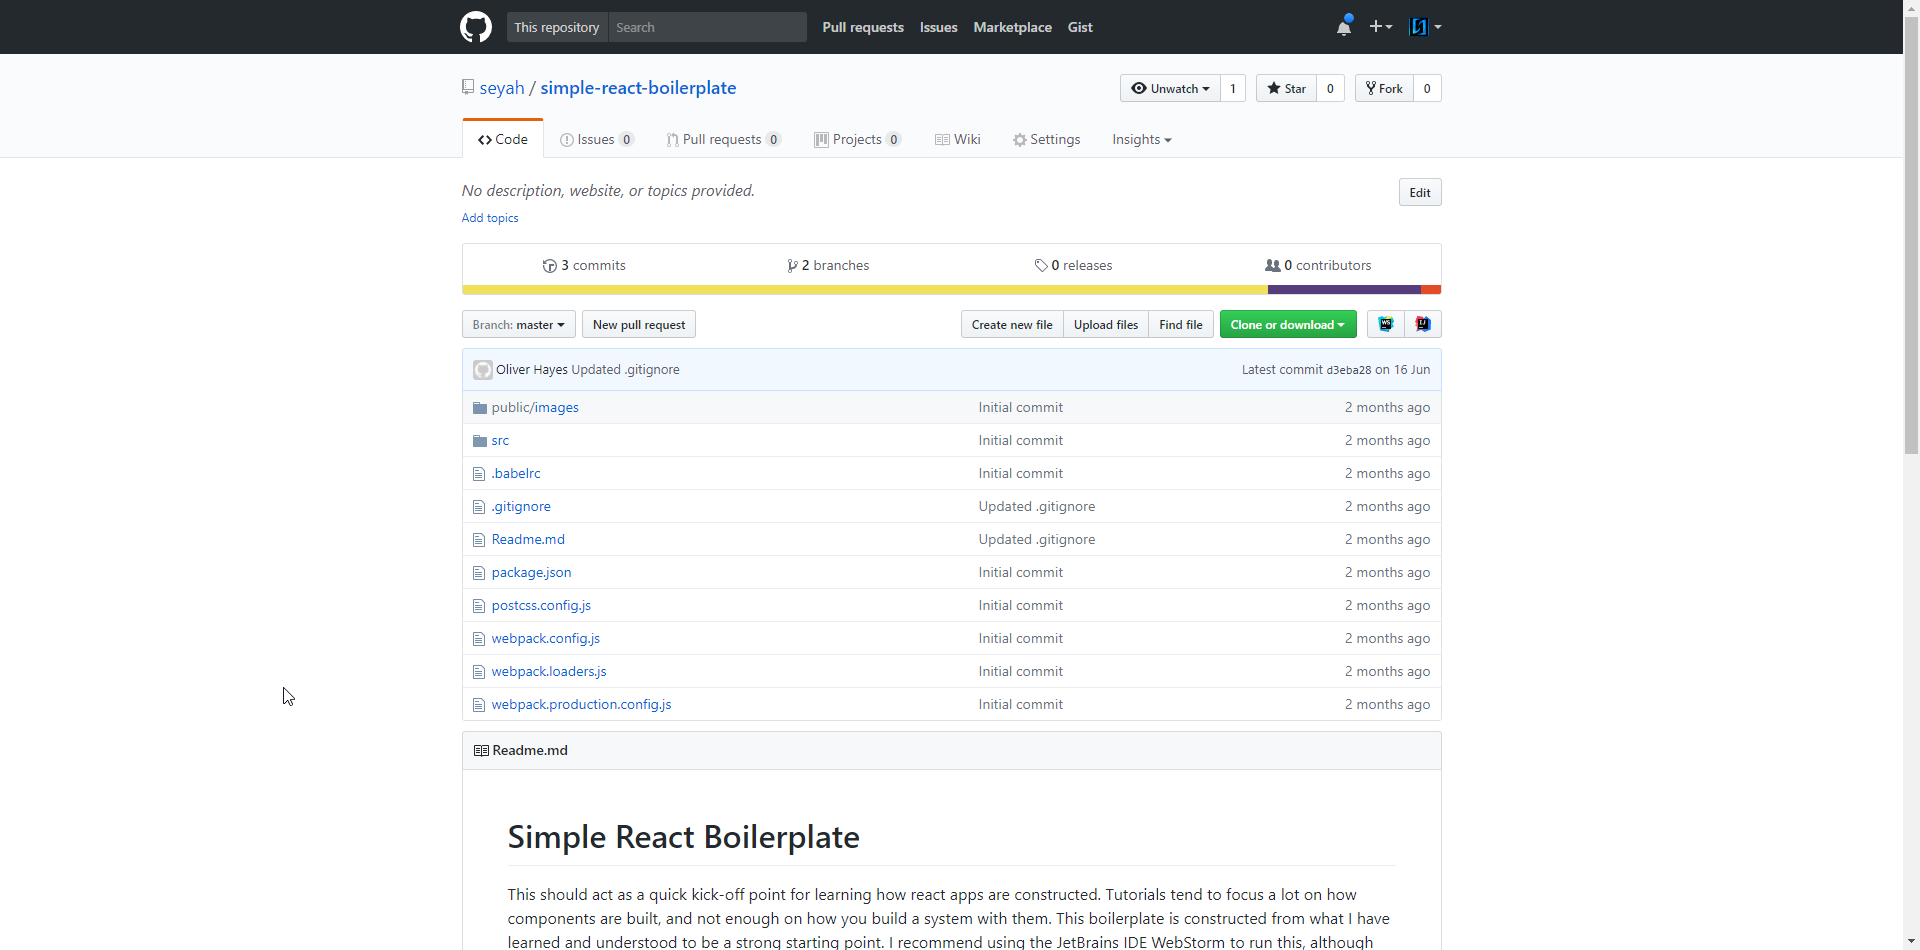 This repository Search Pull requests Issues Marketplace Gist
seyah / simple-react-boilerplate Unwatch 1 Star 0 Fork 0
Code Issues 0 Pull requests 0 Projects 0 Wiki Settings Insights
No description, website, or topics provided. Edit
Add topics
3 commits 2 branches 0 releases 0 contributors
Branch: master New pull request Create new file Upload files Find file Clone or download WS IJ
Oliver Hayes Updated .gitignore Latest commit d3eba28 on 16 Jun
public/images Initial commit 2 months ago
src Initial commit 2 months ago
.babelrc Initial commit 2 months ago
.gitignore Updated .gitignore 2 months ago
Readme.md Updated .gitignore 2 months ago
package.json Initial commit 2 months ago
postcss.config.js Initial commit 2 months ago
webpack.config.js Initial commit 2 months ago
webpack.loaders.js Initial commit 2 months ago
webpack.production.config.js Initial commit 2 months ago
Readme.md
Simple React Boilerplate
This should act as a quick kick-off point for learning how react apps are constructed. Tutorials tend to focus a lot on how
components are built, and not enough on how you build a system with them. This boilerplate is constructed from what I have
learned and understood to be a strong starting point. I recommend using the JetBrains IDE WebStorm to run this, although